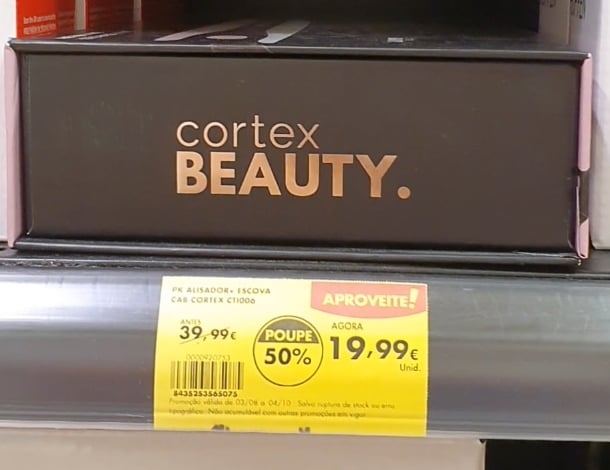 cortex
BEAUTY.
PK ALISADOR+ ESCOVA
CAB CORTEX CTI006
APROVEITE!
ANTES
39,99€
POUPE
50%
AGORA
19,99€
Unid.
0000920753
8435253565075
Promoção válida de 03/08 a 04/10 Salvo ruptura de stock ou erro
tipográfico. Não acumulável com outras promoções em vigor